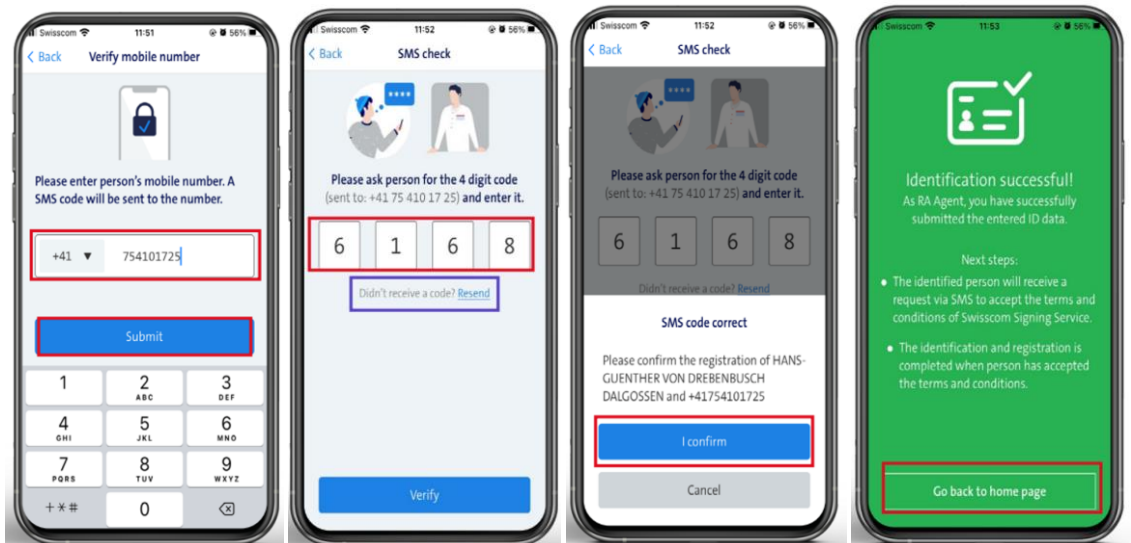 Swisscom 11:51 56%
Back Verify mobile number
Please enter person's mobile number. A
SMS code will be sent to the number.
+41 ▼ 754101725
Submit
1 2 3
ABC DEF
4 5 6
GHI JKL MNO
7 8 9
PQRS TUV WXYZ
+*# 0
Swisscom 11:52 56%
Back SMS check
Please ask person for the 4 digit code
(sent to: +41 75 410 17 25) and enter it.
6 1 6 8
Didn't receive a code? Resend
Verify
Swisscom 11:52 56%
Back SMS check
Please ask person for the 4 digit code
(sent to: +41 75 410 17 25) and enter it.
6 1 6 8
Didn't receive a code? Resend
SMS code correct
Please confirm the registration of HANS-
GUENTHER VON DREBENBUSCH
DALGOSSEN and +41754101725
I confirm
Cancel
Swisscom 11:53 56%
Identification successful!
As RA Agent, you have successfully
submitted the entered ID data.
Next steps:
• The identified person will receive a
request via SMS to accept the terms and
conditions of Swisscom Signing Service.
• The identification and registration is
completed when person has accepted
the terms and conditions.
Go back to home page